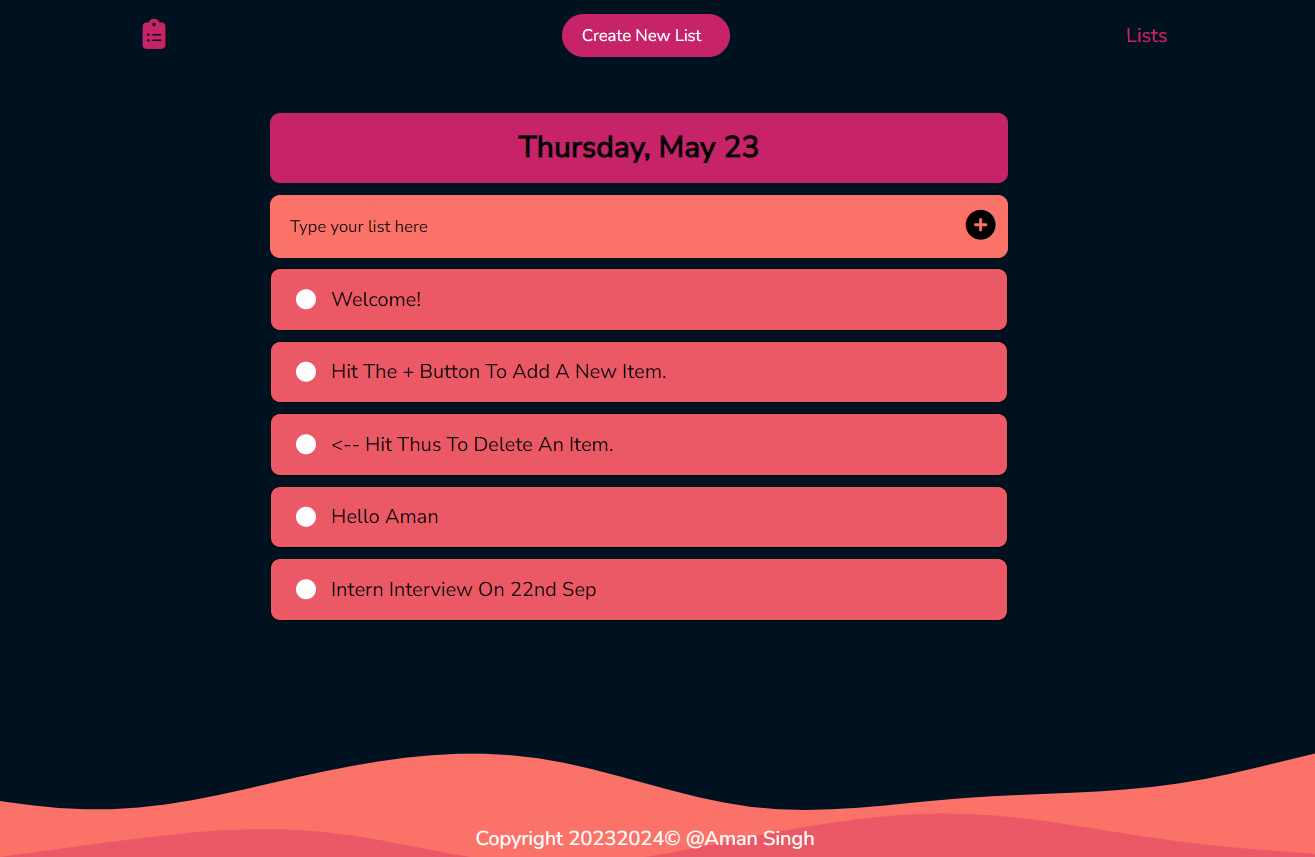 Create New List
Lists
Thursday, May 23
Type your list here
Welcome!
Hit The + Button To Add A New Item.
<-- Hit Thus To Delete An Item.
Hello Aman
Intern Interview On 22nd Sep
Copyright 20232024© @Aman Singh